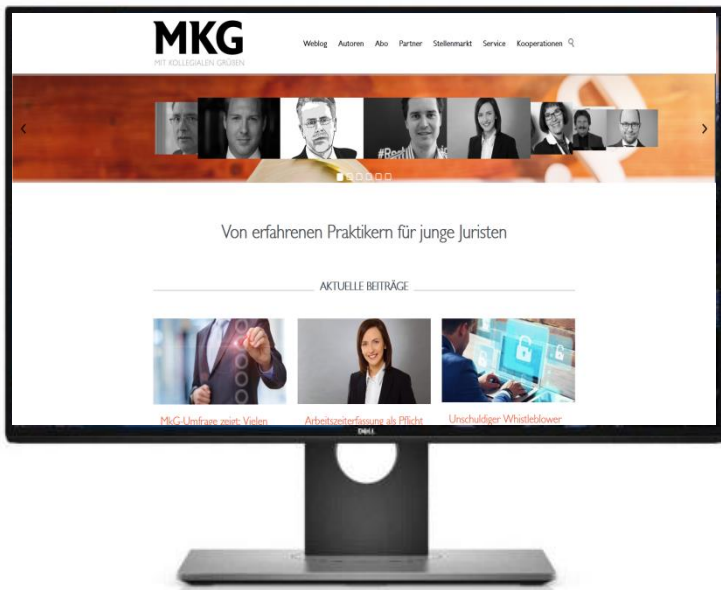 MKG
MIT KOLLEGIALEN GRÜßEN
Weblog Autoren Abo Partner Stellenmarkt Service Kooperationen
Von erfahrenen Praktikern für junge Juristen
AKTUELLE BEITRÄGE
MkG-Umfrage zeigt: Vielen
Arbeitszeiterfassung als Pflicht
Unschuldiger Whistleblower
DELL